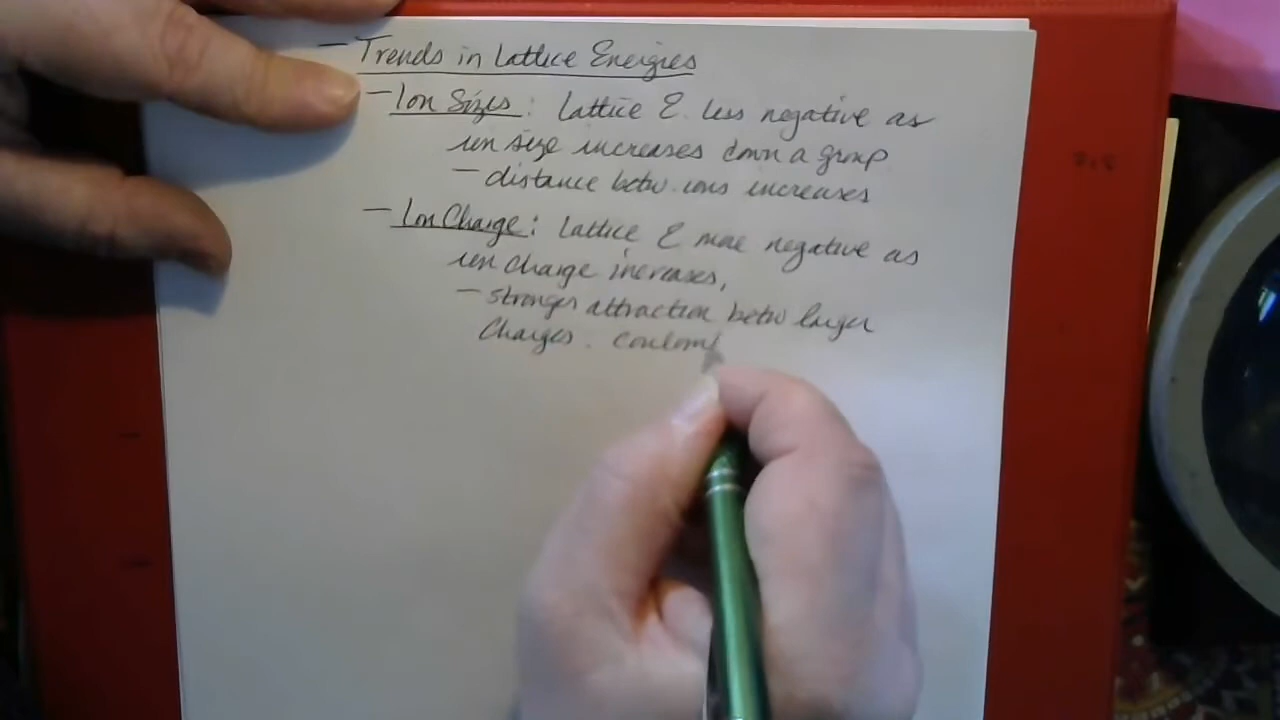 - Trends in Lattice Energies
- Ion Sizes: Lattice E. less negative as
ion size increases down a group
- distance betw. ions increases
- Ion Charge: Lattice E more negative as
ion charge increases,
- stronger attraction betw larger
Charges. coulom